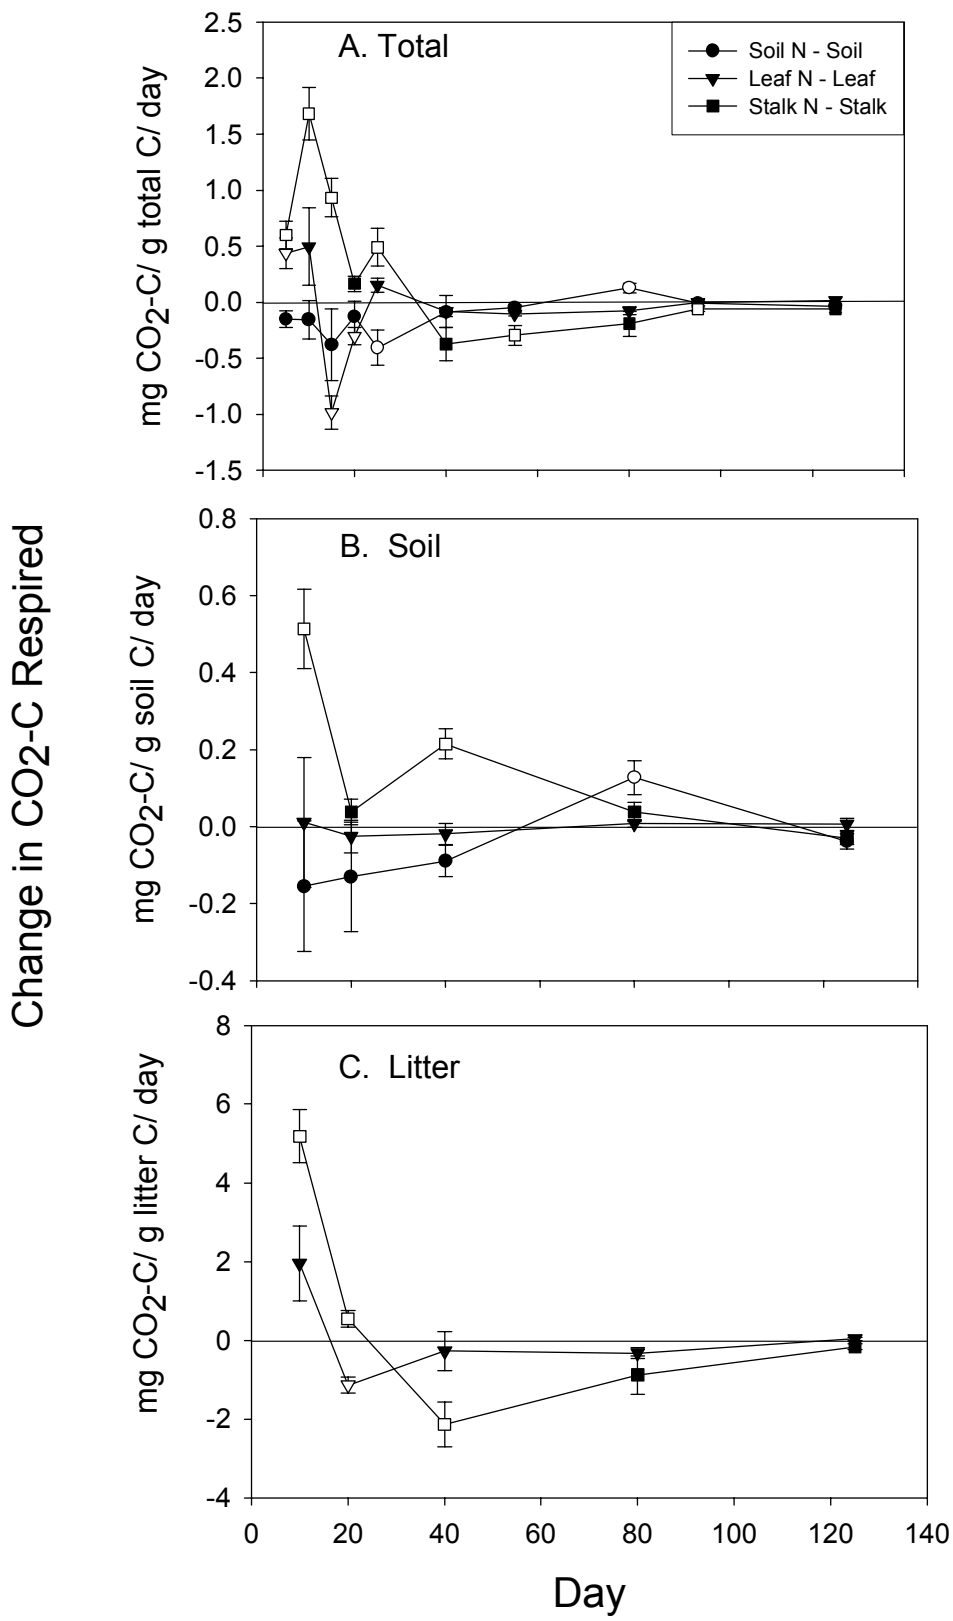 Change in CO2-C Respired
A. Total
Soil N - Soil
Leaf N - Leaf
Stalk N - Stalk
mg CO2-C/ g total C/ day
2.5
2.0
1.5
1.0
0.5
0.0
-0.5
-1.0
-1.5
B. Soil
mg CO2-C/ g soil C/ day
0.8
0.6
0.4
0.2
0.0
-0.2
-0.4
C. Litter
mg CO2-C/ g litter C/ day
8
6
4
2
0
-2
-4
0 20 40 60 80 100 120 140
Day